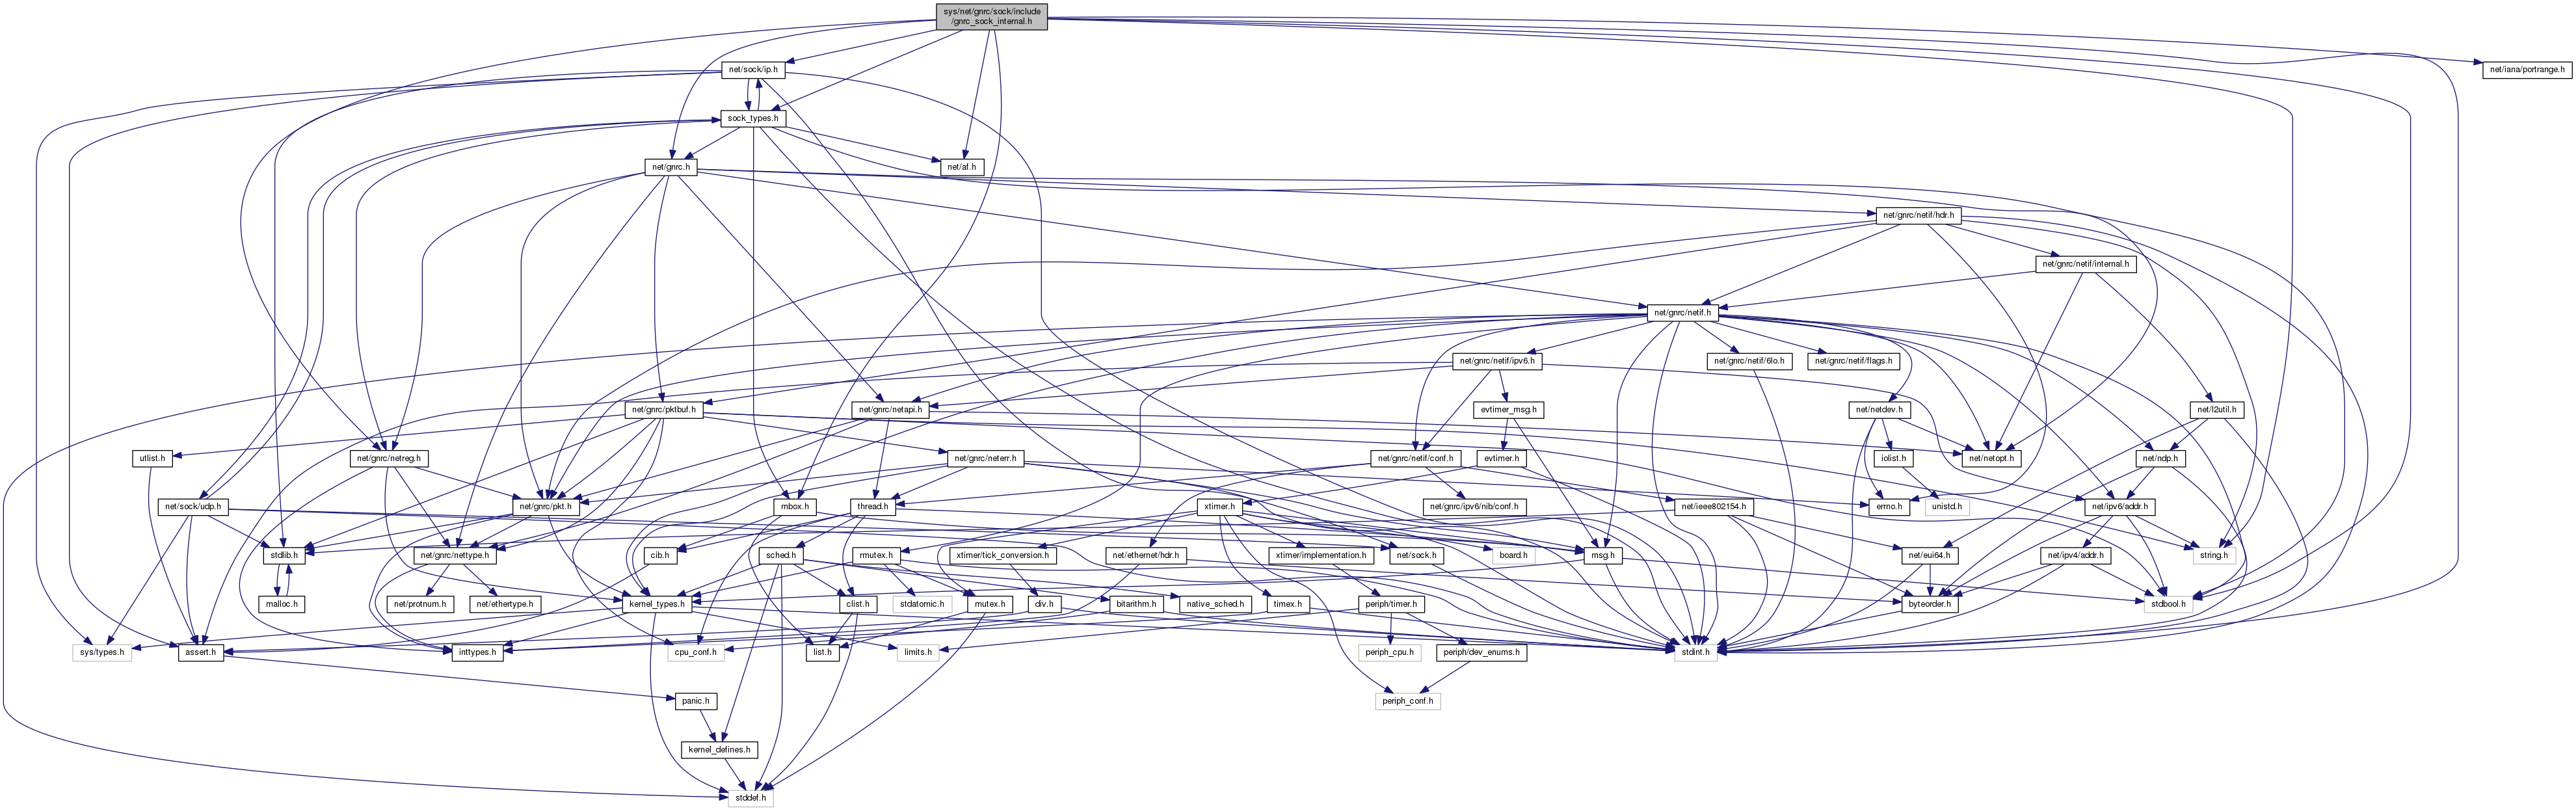 sys/net/gnrc/sock/include
/gnrc_sock_internal.h
net/sock/ip.h
net/iana/portrange.h
sock_types.h
net/gnrc.h
net/af.h
net/gnrc/netif/hdr.h
net/gnrc/netif/internal.h
net/gnrc/netif.h
net/gnrc/netif/ipv6.h
net/gnrc/netif/6lo.h
net/gnrc/netif/flags.h
net/gnrc/pktbuf.h
net/gnrc/netapi.h
evtimer_msg.h
net/netdev.h
net/l2util.h
utlist.h
net/gnrc/netreg.h
net/gnrc/neterr.h
net/gnrc/netif/conf.h
evtimer.h
iolist.h
net/netopt.h
net/ndp.h
net/sock/udp.h
net/gnrc/pkt.h
mbox.h
thread.h
xtimer.h
net/gnrc/ipv6/nib/conf.h
net/ieee802154.h
errno.h
unistd.h
net/ipv6/addr.h
stdlib.h
net/gnrc/nettype.h
cib.h
sched.h
rmutex.h
xtimer/tick_conversion.h
net/ethernet/hdr.h
xtimer/implementation.h
net/sock.h
board.h
msg.h
net/eui64.h
net/ipv4/addr.h
string.h
malloc.h
net/protnum.h
net/ethertype.h
kernel_types.h
clist.h
stdatomic.h
mutex.h
div.h
bitarithm.h
native_sched.h
timex.h
periph/timer.h
byteorder.h
stdbool.h
sys/types.h
assert.h
inttypes.h
cpu_conf.h
list.h
limits.h
periph_cpu.h
periph/dev_enums.h
stdint.h
panic.h
periph_conf.h
kernel_defines.h
stddef.h